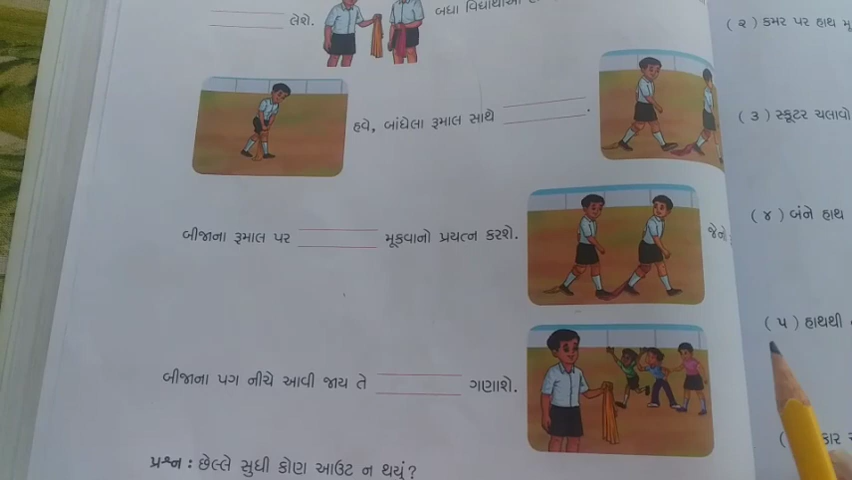 લેશે.
બધા
(૨) કમર પર હાથ
હવે, બાંધેલા રૂમાલ સાથે
.
(૩) સ્કૂટર ચલાવો
બીજાના રૂમાલ પર
મૂકવાનો પ્રયત્ન કરશે.
(૪) બંને હાથ
(૫) હાથથી
બીજાના પગ નીચે આવી જાય તે
ગણાશે.
પ્રશ્ન : છેલ્લે સુધી કોણ આઉટ ન થયું?